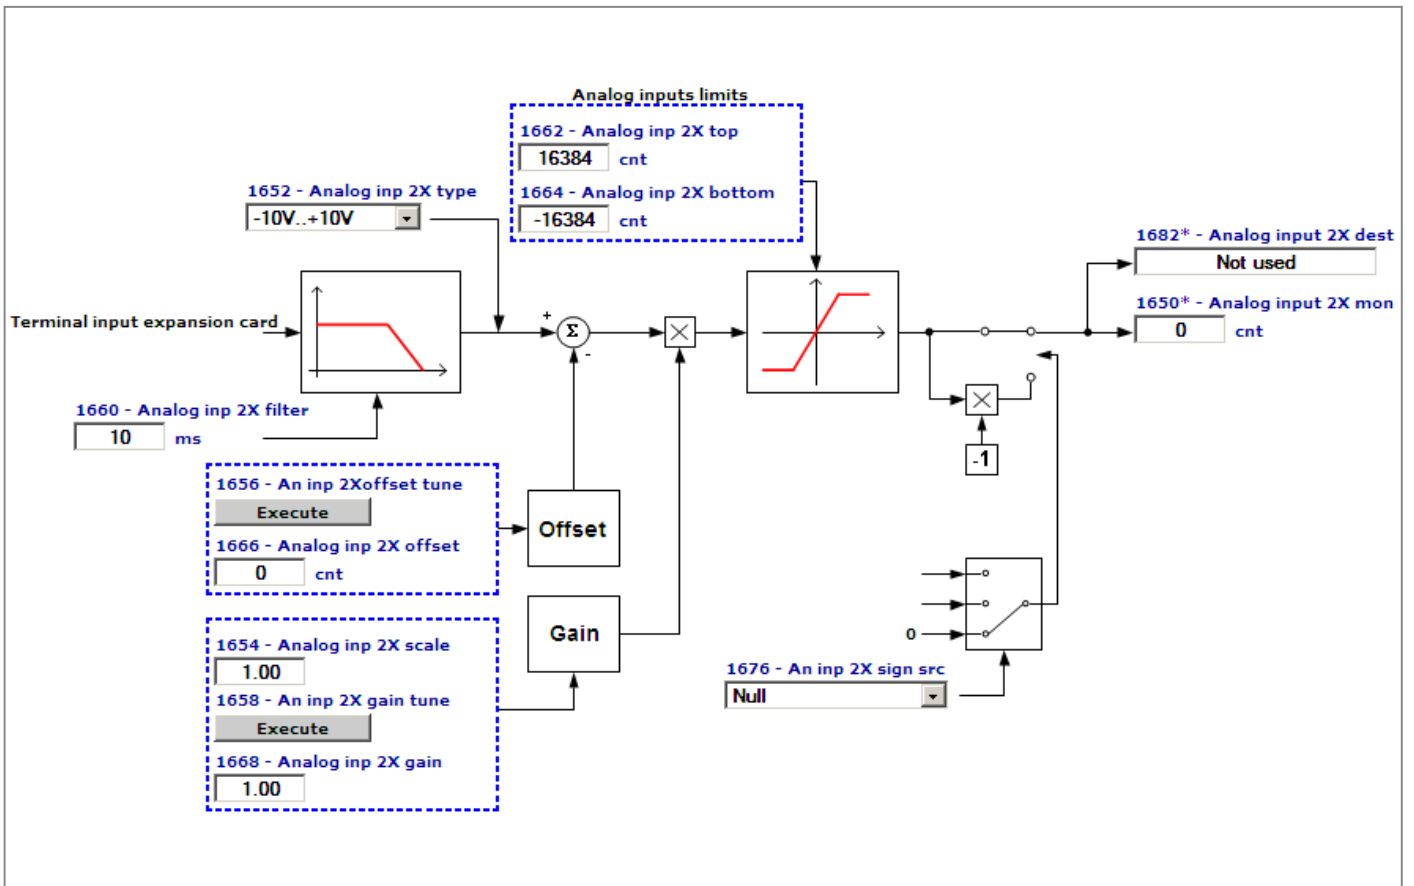 Analog inputs limits
1662 - Analog inp 2X top
16384 cnt
1652 - Analog inp 2X type
-10V..+10V
1664 - Analog inp 2X bottom
-16384 cnt
1682* - Analog input 2X dest
Not used
1650* - Analog input 2X mon
0 cnt
Terminal input expansion card
+
Σ
-
1660 - Analog inp 2X filter
10 ms
-1
1656 - An inp 2Xoffset tune
Execute
1666 - Analog inp 2X offset
0 cnt
Offset
1654 - Analog inp 2X scale
1.00
1658 - An inp 2X gain tune
Execute
1668 - Analog inp 2X gain
1.00
Gain
0
1676 - An inp 2X sign src
Null